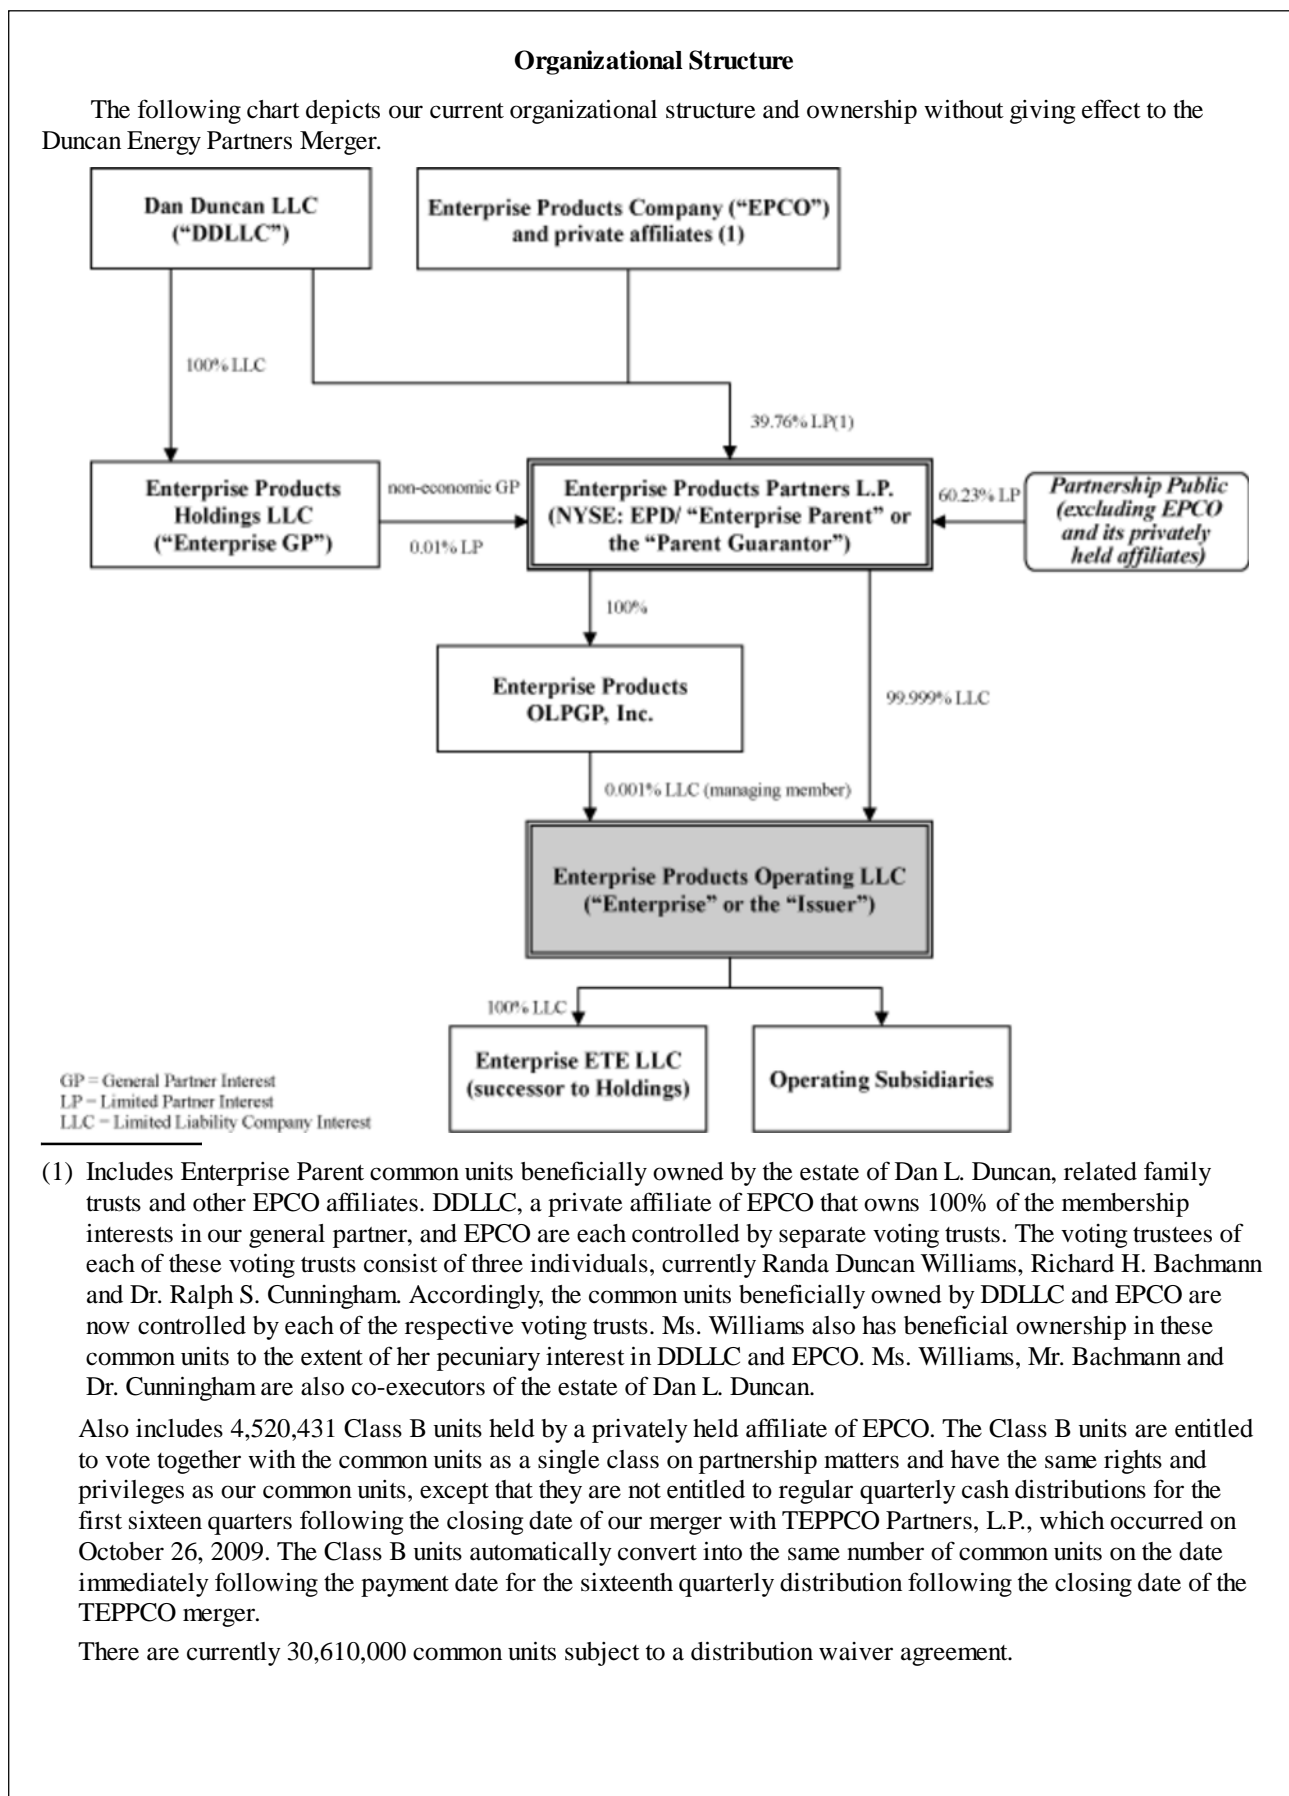 Organizational Structure
The following chart depicts our current organizational structure and ownership without giving effect to the
Duncan Energy Partners Merger.
Dan Duncan LLC
(“DDLLC”)
Enterprise Products Company (“EPCO”)
and private affiliates (1)
100% LLC
39.76% LP(1)
Enterprise Products
Holdings LLC
(“Enterprise GP”)
non-economic GP
0.01% LP
Enterprise Products Partners L.P.
(NYSE: EPD/ “Enterprise Parent” or
the “Parent Guarantor”)
60.23% LP
Partnership Public
(excluding EPCO
and its privately
held affiliates)
100%
Enterprise Products
OLPGP, Inc.
99.999% LLC
0.001% LLC (managing member)
Enterprise Products Operating LLC
(“Enterprise” or the “Issuer”)
100% LLC
Enterprise ETE LLC
(successor to Holdings)
Operating Subsidiaries
GP = General Partner Interest
LP = Limited Partner Interest
LLC = Limited Liability Company Interest
(1) Includes Enterprise Parent common units beneficially owned by the estate of Dan L. Duncan, related family
trusts and other EPCO affiliates. DDLLC, a private affiliate of EPCO that owns 100% of the membership
interests in our general partner, and EPCO are each controlled by separate voting trusts. The voting trustees of
each of these voting trusts consist of three individuals, currently Randa Duncan Williams, Richard H. Bachmann
and Dr. Ralph S. Cunningham. Accordingly, the common units beneficially owned by DDLLC and EPCO are
now controlled by each of the respective voting trusts. Ms. Williams also has beneficial ownership in these
common units to the extent of her pecuniary interest in DDLLC and EPCO. Ms. Williams, Mr. Bachmann and
Dr. Cunningham are also co-executors of the estate of Dan L. Duncan.
Also includes 4,520,431 Class B units held by a privately held affiliate of EPCO. The Class B units are entitled
to vote together with the common units as a single class on partnership matters and have the same rights and
privileges as our common units, except that they are not entitled to regular quarterly cash distributions for the
first sixteen quarters following the closing date of our merger with TEPPCO Partners, L.P., which occurred on
October 26, 2009. The Class B units automatically convert into the same number of common units on the date
immediately following the payment date for the sixteenth quarterly distribution following the closing date of the
TEPPCO merger.
There are currently 30,610,000 common units subject to a distribution waiver agreement.